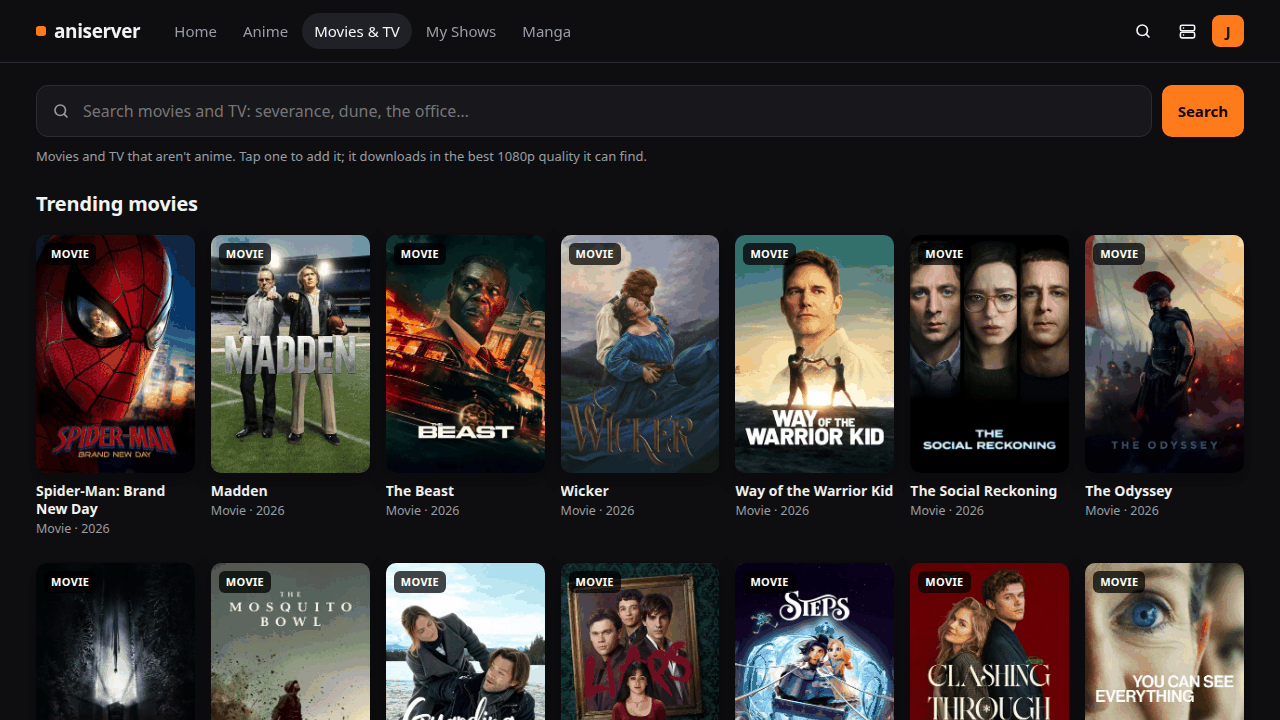 aniserver
Home
Anime
Movies & TV
My Shows
Manga
J
Search movies and TV: severance, dune, the office...
Search
Movies and TV that aren't anime. Tap one to add it; it downloads in the best 1080p quality it can find.
Trending movies
MOVIE
SPIDER-MAN
BRAND NEW DAY
Spider-Man: Brand
New Day
Movie · 2026
MOVIE
MADDEN
Madden
Movie · 2026
MOVIE
BEAST
The Beast
Movie · 2026
MOVIE
WICKER
Wicker
Movie · 2026
MOVIE
WAY OF THE
WARRIOR KID
Way of the Warrior Kid
Movie · 2026
MOVIE
THE
SOCIAL RECKONING
The Social Reckoning
Movie · 2026
MOVIE
THE ODYSSEY
The Odyssey
Movie · 2026
MOVIE
MOVIE
THE
MOSQUITO
BOWL
MOVIE
Guarding
MOVIE
LIARS
MOVIE
STEPS
MOVIE
CLASHING
THROUGH
MOVIE
YOU CAN SEE
EVERYTHING